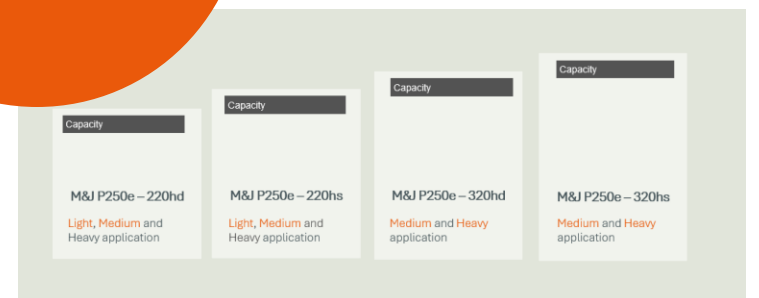 Capacity
M&J P250e – 220hd
Light, Medium and
Heavy application
Capacity
M&J P250e – 220hs
Light, Medium and
Heavy application
Capacity
M&J P250e – 320hd
Medium and Heavy
application
Capacity
M&J P250e – 320hs
Medium and Heavy
application